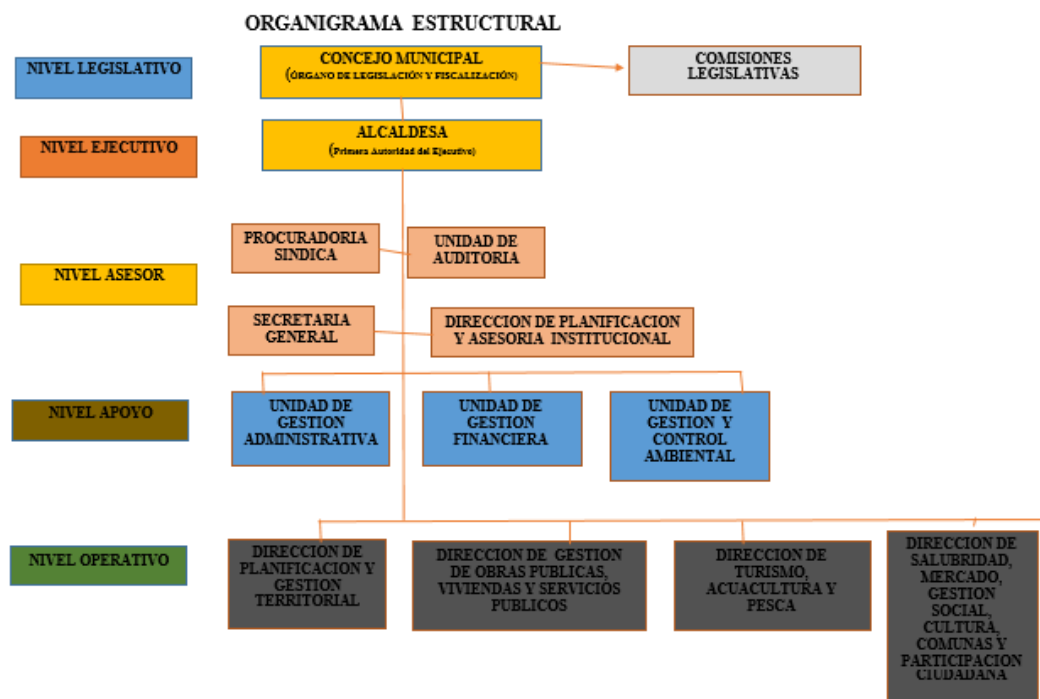 ORGANIGRAMA ESTRUCTURAL
NIVEL LEGISLATIVO
CONCEJO MUNICIPAL
(ÓRGANO DE LEGISLACIÓN Y FISCALIZACIÓN)
COMISIONES
LEGISLATIVAS
NIVEL EJECUTIVO
ALCALDESA
(Primera Autoridad del Ejecutivo)
NIVEL ASESOR
PROCURADORIA
SINDICA
UNIDAD DE
AUDITORIA
SECRETARIA
GENERAL
DIRECCION DE PLANIFICACION
Y ASESORIA INSTITUCIONAL
NIVEL APOYO
UNIDAD DE
GESTION
ADMINISTRATIVA
UNIDAD DE
GESTION
FINANCIERA
UNIDAD DE
GESTION Y
CONTROL
AMBIENTAL
NIVEL OPERATIVO
DIRECCION DE
PLANIFICACION Y
GESTION
TERRITORIAL
DIRECCION DE GESTION
DE OBRAS PUBLICAS,
VIVIENDAS Y SERVICIOS
PUBLICOS
DIRECCION DE
TURISMO,
ACUACULTURA Y
PESCA
DIRECCION DE
SALUBRIDAD,
MERCADO,
GESTION
SOCIAL,
CULTURA,
COMUNAS Y
PARTICIPACION
CIUDADANA